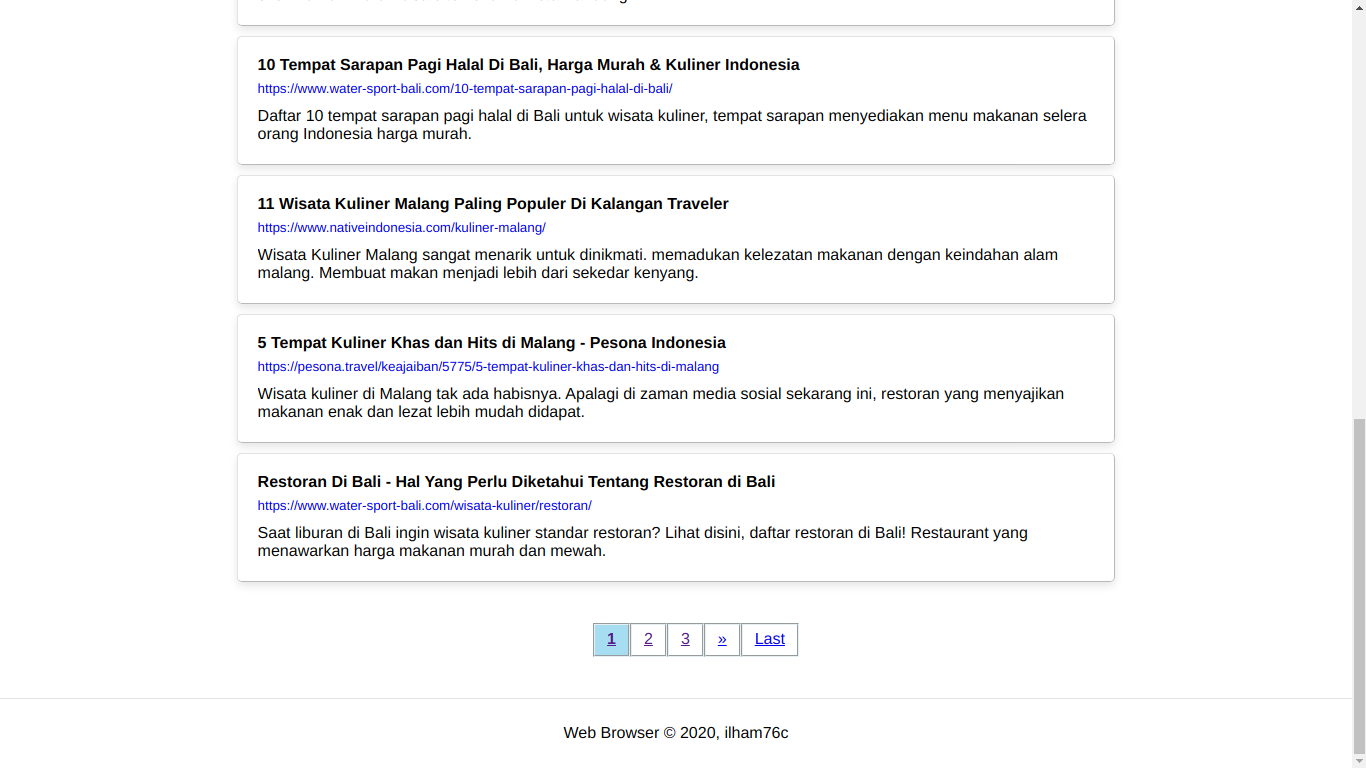 10 Tempat Sarapan Pagi Halal Di Bali, Harga Murah & Kuliner Indonesia
https://www.water-sport-bali.com/10-tempat-sarapan-pagi-halal-di-bali/
Daftar 10 tempat sarapan pagi halal di Bali untuk wisata kuliner, tempat sarapan menyediakan menu makanan selera
orang Indonesia harga murah.
11 Wisata Kuliner Malang Paling Populer Di Kalangan Traveler
https://www.nativeindonesia.com/kuliner-malang/
Wisata Kuliner Malang sangat menarik untuk dinikmati. memadukan kelezatan makanan dengan keindahan alam
malang. Membuat makan menjadi lebih dari sekedar kenyang.
5 Tempat Kuliner Khas dan Hits di Malang - Pesona Indonesia
https://pesona.travel/keajaiban/5775/5-tempat-kuliner-khas-dan-hits-di-malang
Wisata kuliner di Malang tak ada habisnya. Apalagi di zaman media sosial sekarang ini, restoran yang menyajikan
makanan enak dan lezat lebih mudah didapat.
Restoran Di Bali - Hal Yang Perlu Diketahui Tentang Restoran di Bali
https://www.water-sport-bali.com/wisata-kuliner/restoran/
Saat liburan di Bali ingin wisata kuliner standar restoran? Lihat disini, daftar restoran di Bali! Restaurant yang
menawarkan harga makanan murah dan mewah.
1 2 3 » Last
Web Browser © 2020, ilham76c